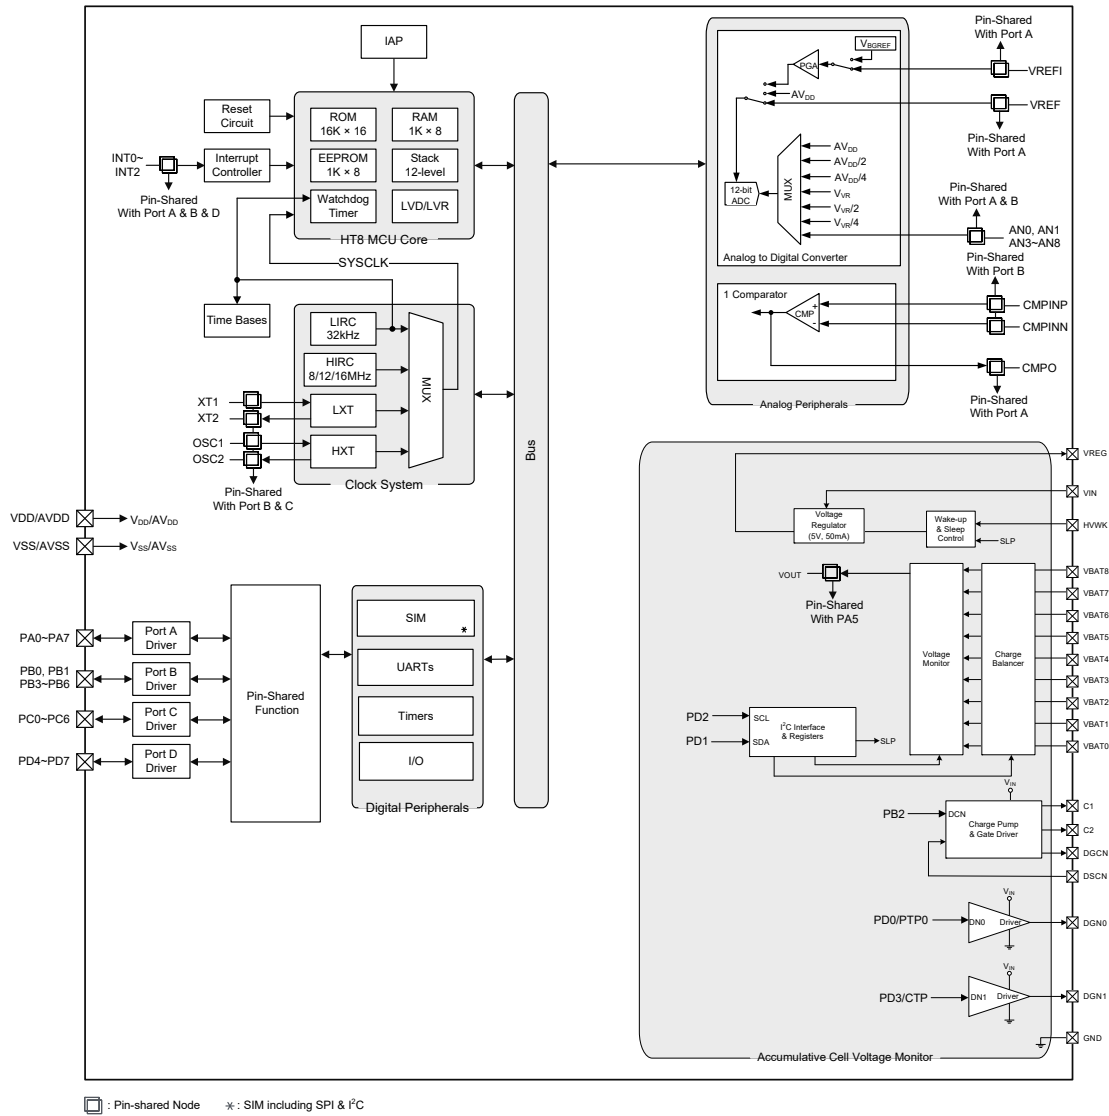 IAP
Reset
Circuit
INT0~
INT2
Interrupt
Controller
Pin-Shared
With Port A & B & D
ROM
16K × 16
RAM
1K × 8
EEPROM
1K × 8
Stack
12-level
Watchdog
Timer
LVD/LVR
HT8 MCU Core
SYSCLK
Time Bases
LIRC
32kHz
HIRC
8/12/16MHz
LXT
HXT
MUX
Clock System
XT1
XT2
OSC1
OSC2
Pin-Shared
With Port B & C
VDD/AVDD
VDD/AVDD
VSS/AVSS
VSS/AVSS
PA0~PA7
Port A
Driver
PB0, PB1
PB3~PB6
Port B
Driver
PC0~PC6
Port C
Driver
PD4~PD7
Port D
Driver
Pin-Shared
Function
SIM
*
UARTs
Timers
I/O
Digital Peripherals
Bus
VBGREF
PGA
AVDD
Pin-Shared
With Port A
VREFI
VREF
Pin-Shared
With Port A
12-bit
ADC
MUX
AVDD
AVDD/2
AVDD/4
VVR
VVR/2
VVR/4
Pin-Shared
With Port A & B
AN0, AN1
AN3~AN8
Analog to Digital Converter
Pin-Shared
With Port B
1 Comparator
+
CMP
-
CMPINP
CMPINN
CMPO
Pin-Shared
With Port A
Analog Peripherals
VREG
VIN
HVWK
Voltage
Regulator
(5V, 50mA)
Wake-up
& Sleep
Control
SLP
VOUT
Pin-Shared
With PA5
Voltage
Monitor
Charge
Balancer
VBAT8
VBAT7
VBAT6
VBAT5
VBAT4
VBAT3
VBAT2
VBAT1
VBAT0
PD2
SCL
PD1
SDA
I²C Interface
& Registers
SLP
VIN
PB2
DCN
Charge Pump
& Gate Driver
C1
C2
DGCN
DSCN
VIN
PD0/PTP0
DN0
Driver
DGN0
VIN
PD3/CTP
DN1
Driver
DGN1
GND
Accumulative Cell Voltage Monitor
: Pin-shared Node
* : SIM including SPI & I²C